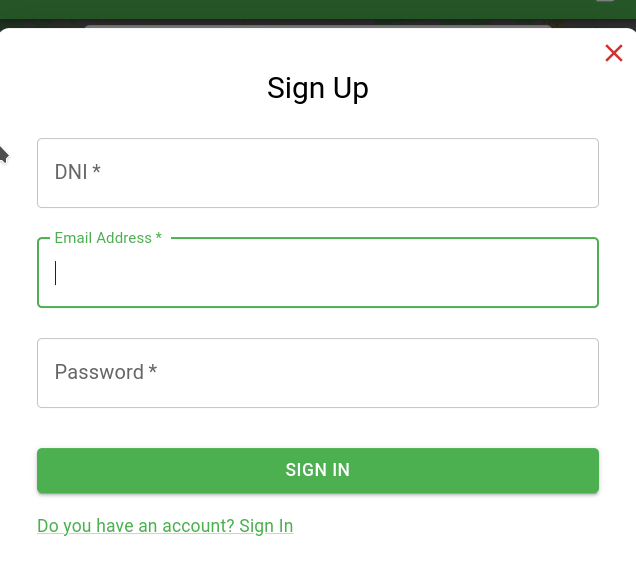 Sign Up
DNI *
Email Address *
Password *
SIGN IN
Do you have an account? Sign In